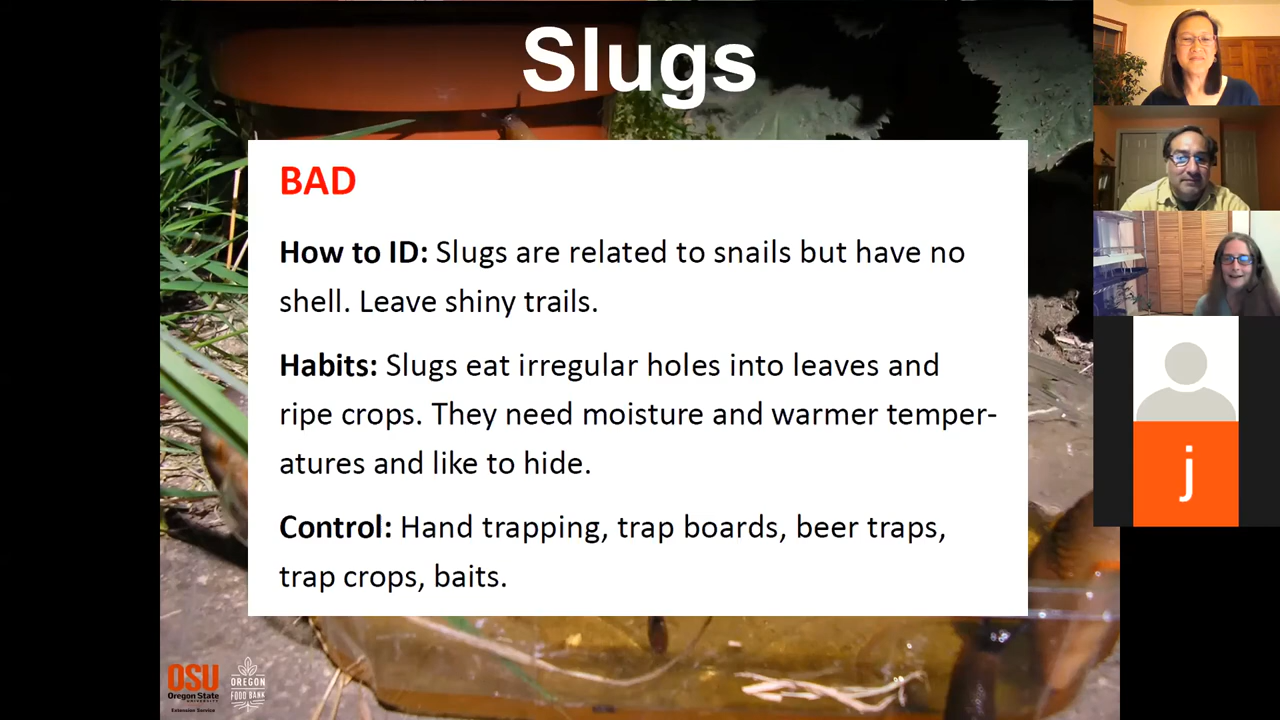 Slugs
BAD
How to ID: Slugs are related to snails but have no
shell. Leave shiny trails.
Habits: Slugs eat irregular holes into leaves and
ripe crops. They need moisture and warmer temper-
atures and like to hide.
Control: Hand trapping, trap boards, beer traps,
trap crops, baits.
OSU
Oregon State
UNIVERSITY
Extension Service
OREGON
FOOD BANK
j